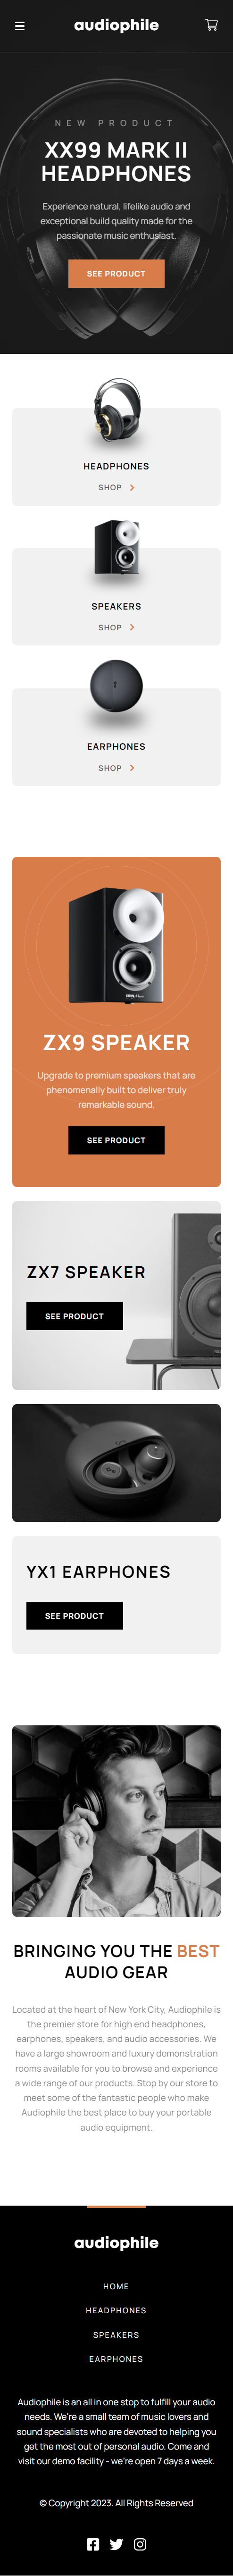 audiophile
NEW PRODUCT
XX99 MARK II
HEADPHONES
Experience natural, lifelike audio and
exceptional build quality made for the
passionate music enthusiast.
SEE PRODUCT
HEADPHONES
SHOP
SPEAKERS
SHOP
EARPHONES
SHOP
ZX9 SPEAKER
Upgrade to premium speakers that are
phenomenally built to deliver truly
remarkable sound.
SEE PRODUCT
ZX7 SPEAKER
SEE PRODUCT
YX1 EARPHONES
SEE PRODUCT
BRINGING YOU THE BEST
AUDIO GEAR
Located at the heart of New York City, Audiophile is
the premier store for high end headphones,
earphones, speakers, and audio accessories. We
have a large showroom and luxury demonstration
rooms available for you to browse and experience
a wide range of our products. Stop by our store to
meet some of the fantastic people who make
Audiophile the best place to buy your portable
audio equipment.
audiophile
HOME
HEADPHONES
SPEAKERS
EARPHONES
Audiophile is an all in one stop to fulfill your audio
needs. We're a small team of music lovers and
sound specialists who are devoted to helping you
get the most out of personal audio. Come and
visit our demo facility - we're open 7 days a week.
© Copyright 2023. All Rights Reserved